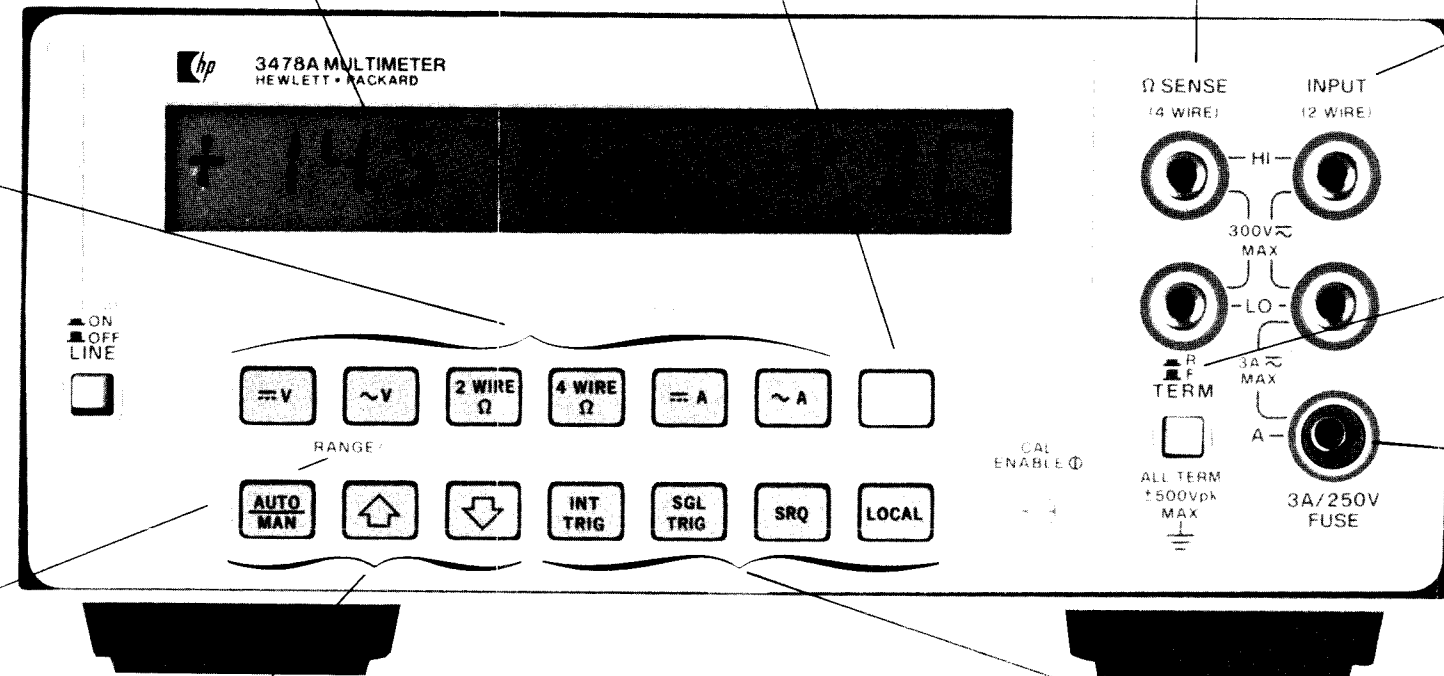 hp
3478A MULTIMETER
HEWLETT • PACKARD
+ 14.5
Ω SENSE
(4 WIRE)
INPUT
(2 WIRE)
HI
300V⏦
MAX
LO
ON
OFF
LINE
R
F
TERM
3A⏦
MAX
⎓V
~V
2 WIRE
Ω
4 WIRE
Ω
⎓ A
~ A
RANGE
CAL
ENABLE
A
AUTO
MAN
INT
TRIG
SGL
TRIG
SRQ
LOCAL
ALL TERM
±500Vpk
MAX
3A/250V
FUSE